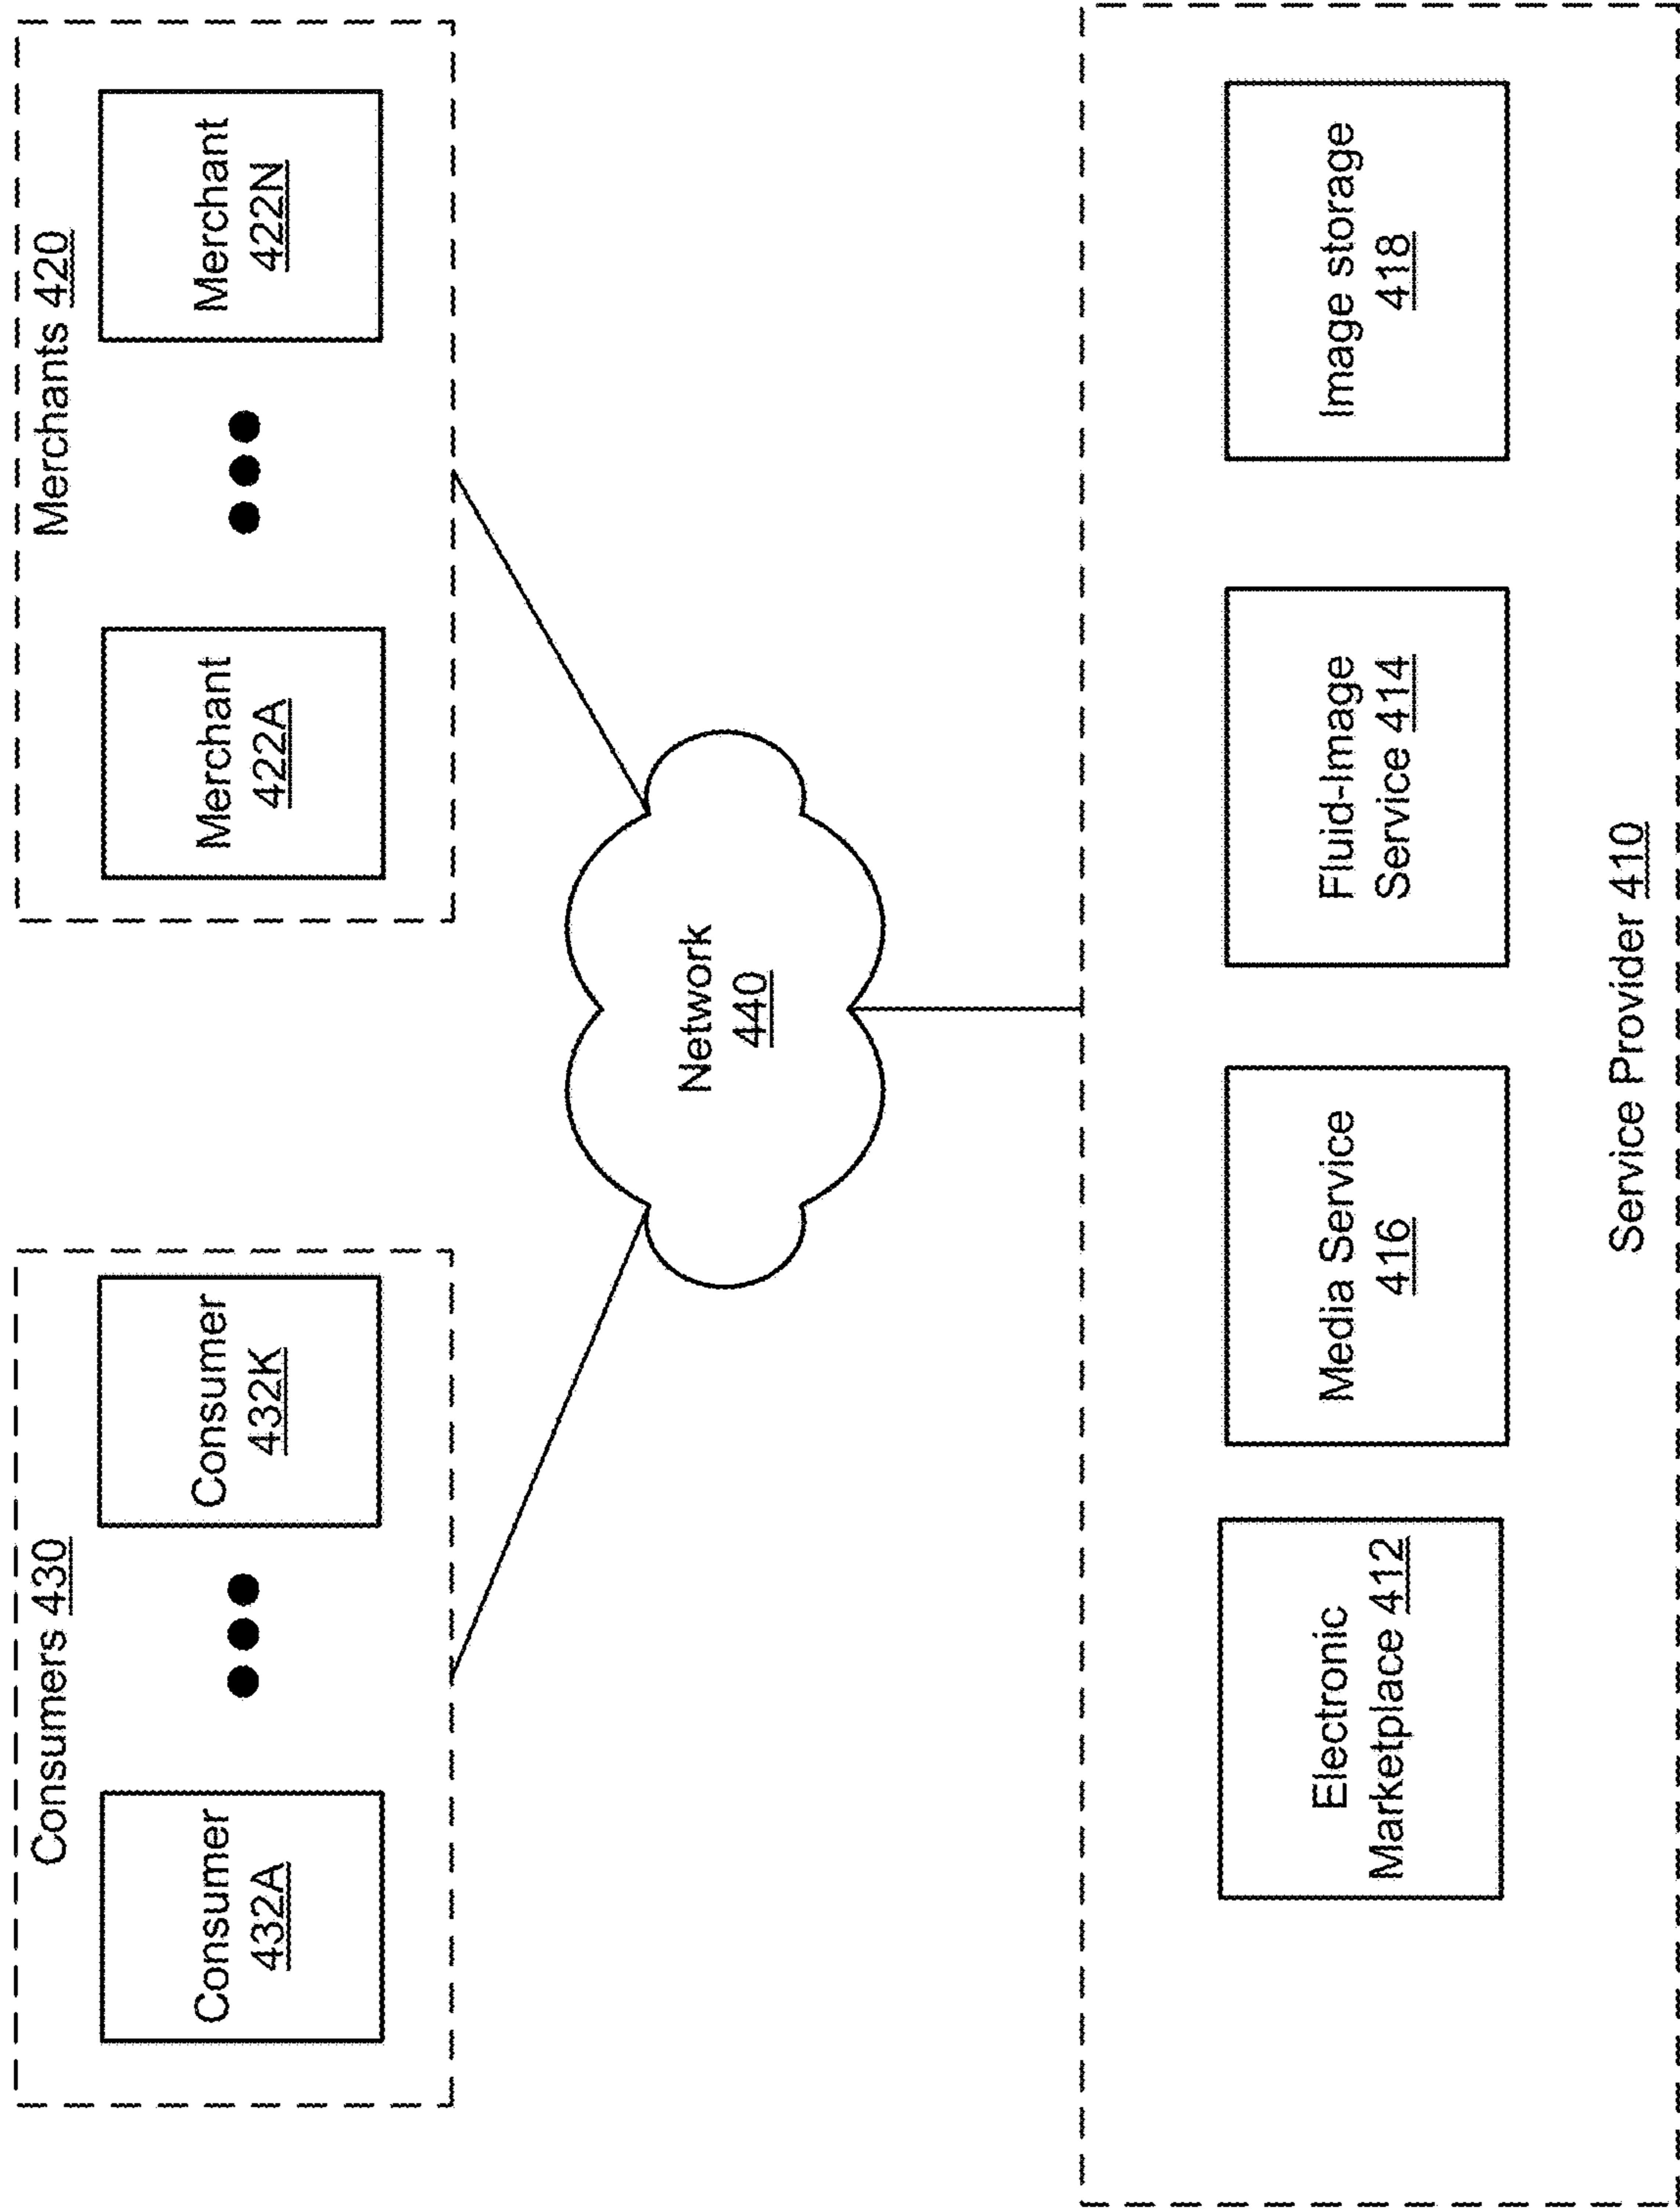 Consumers 430
Consumer
432A
Consumer
432K
Merchants 420
Merchant
422A
Merchant
422N
Network
440
Electronic
Marketplace 412
Media Service
416
Fluid-Image
Service 414
Image storage
418
Service Provider 410